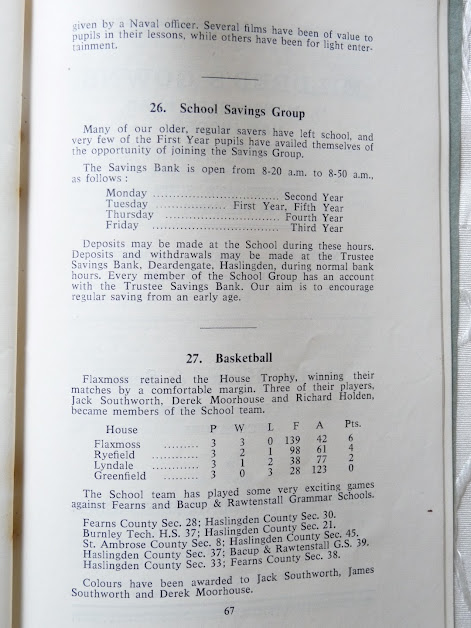 given by a Naval officer. Several films have been of value to
pupils in their lessons, while others have been for light enter-
tainment.
26. School Savings Group
Many of our older, regular savers have left school, and
very few of the First Year pupils have availed themselves of
the opportunity of joining the Savings Group.
The Savings Bank is open from 8-20 a.m. to 8-50 a.m.,
as follows :
Monday .............................. Second Year
Tuesday .................. First Year, Fifth Year
Thursday .............................. Fourth Year
Friday .............................. Third Year
Deposits may be made at the School during these hours.
Deposits and withdrawals may be made at the Trustee
Savings Bank, Deardengate, Haslingden, during normal bank
hours. Every member of the School Group has an account
with the Trustee Savings Bank. Our aim is to encourage
regular saving from an early age.
27. Basketball
Flaxmoss retained the House Trophy, winning their
matches by a comfortable margin. Three of their players,
Jack Southworth, Derek Moorhouse and Richard Holden,
became members of the School team.
House P W L F A Pts.
Flaxmoss .......... 3 3 0 139 42 6
Ryefield .......... 3 2 1 98 61 4
Lyndale .......... 3 1 2 38 77 2
Greenfield .......... 3 0 3 28 123 0
The School team has played some very exciting games
against Fearns and Bacup & Rawtenstall Grammar Schools.
Fearns County Sec. 28; Haslingden County Sec. 30.
Burnley Tech. H.S. 37; Haslingden County Sec. 21.
St. Ambrose County Sec. 8; Haslingden County Sec. 45.
Haslingden County Sec. 37; Bacup & Rawtenstall G.S. 39.
Haslingden County Sec. 33; Fearns County Sec. 38.
Colours have been awarded to Jack Southworth, James
Southworth and Derek Moorhouse.
67